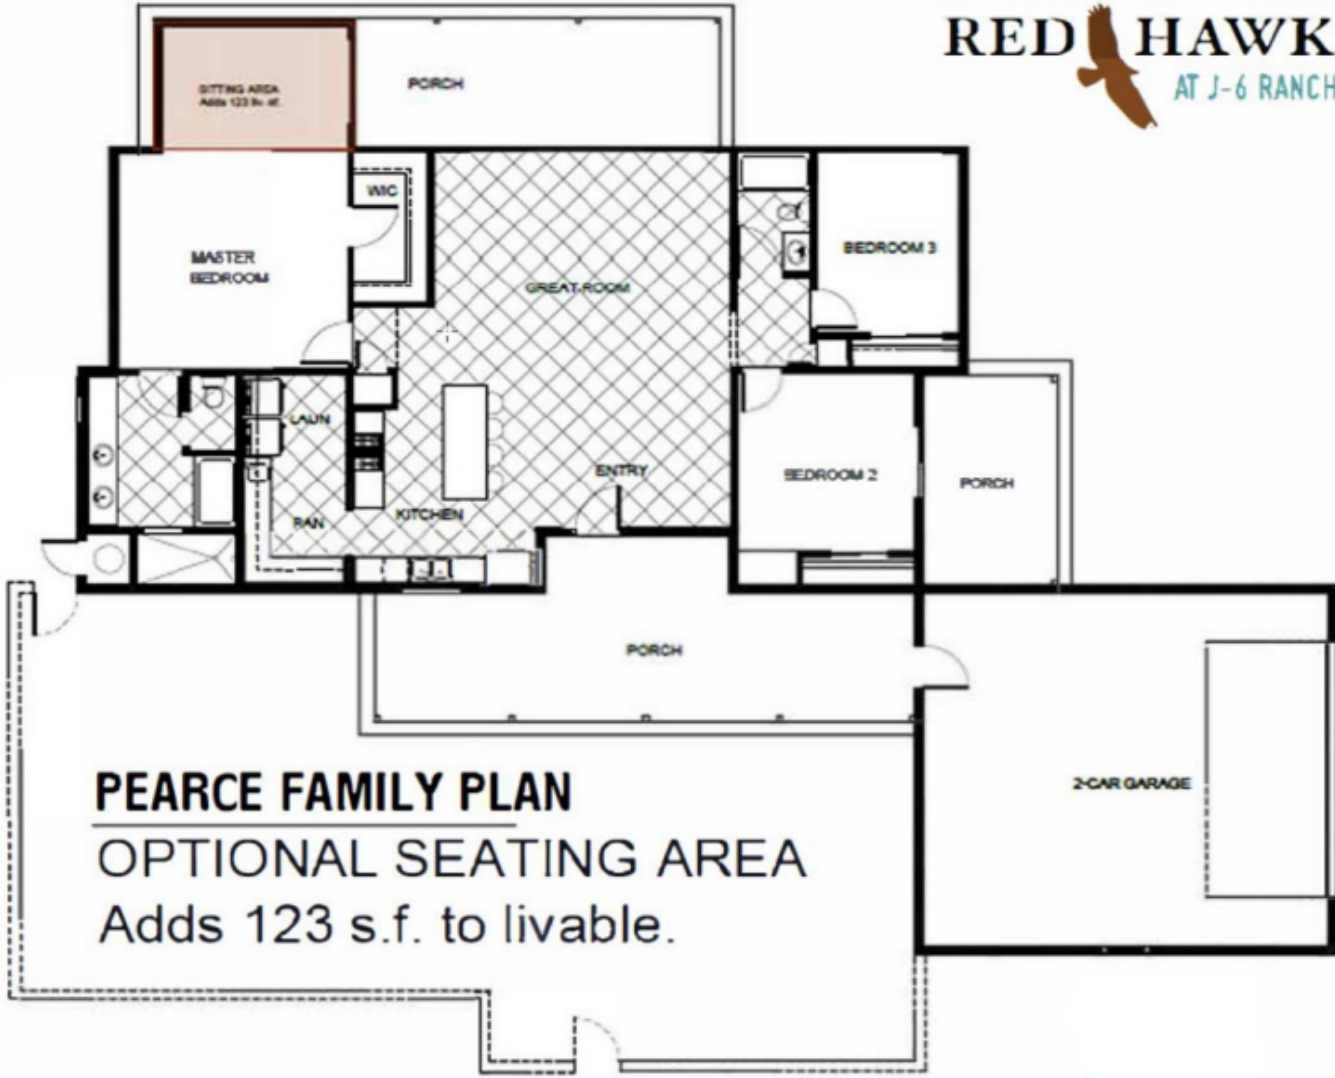 RED HAWK
AT J-6 RANCH
SITTING AREA
Adds 123 liv. sf.
PORCH
WIC
MASTER
BEDROOM
GREAT ROOM
BEDROOM 3
LAUN
ENTRY
BEDROOM 2
PORCH
PAN
KITCHEN
PORCH
2-CAR GARAGE
PEARCE FAMILY PLAN
OPTIONAL SEATING AREA
Adds 123 s.f. to livable.